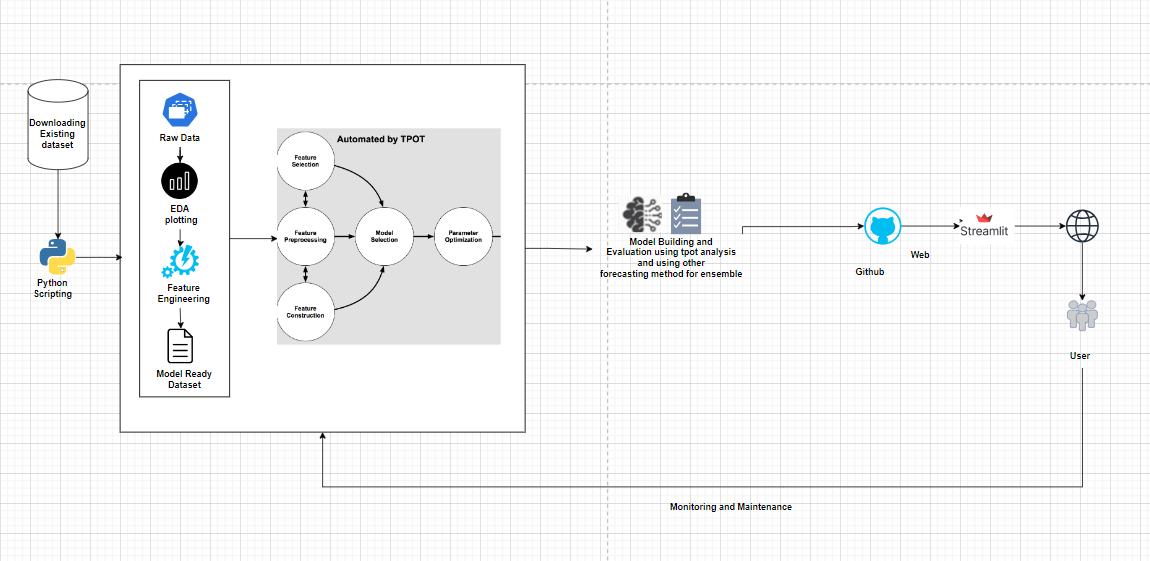 Downloading
Existing
dataset
Python
Scripting
Raw Data
EDA
plotting
Feature
Engineering
Model Ready
Dataset
Automated by TPOT
Feature
Selection
Feature
Preprocessing
Feature
Construction
Model
Selection
Parameter
Optimization
Model Building and
Evaluation using tpot analysis
and using other
forecasting method for ensemble
Github
Web
Streamlit
User
Monitoring and Maintenance